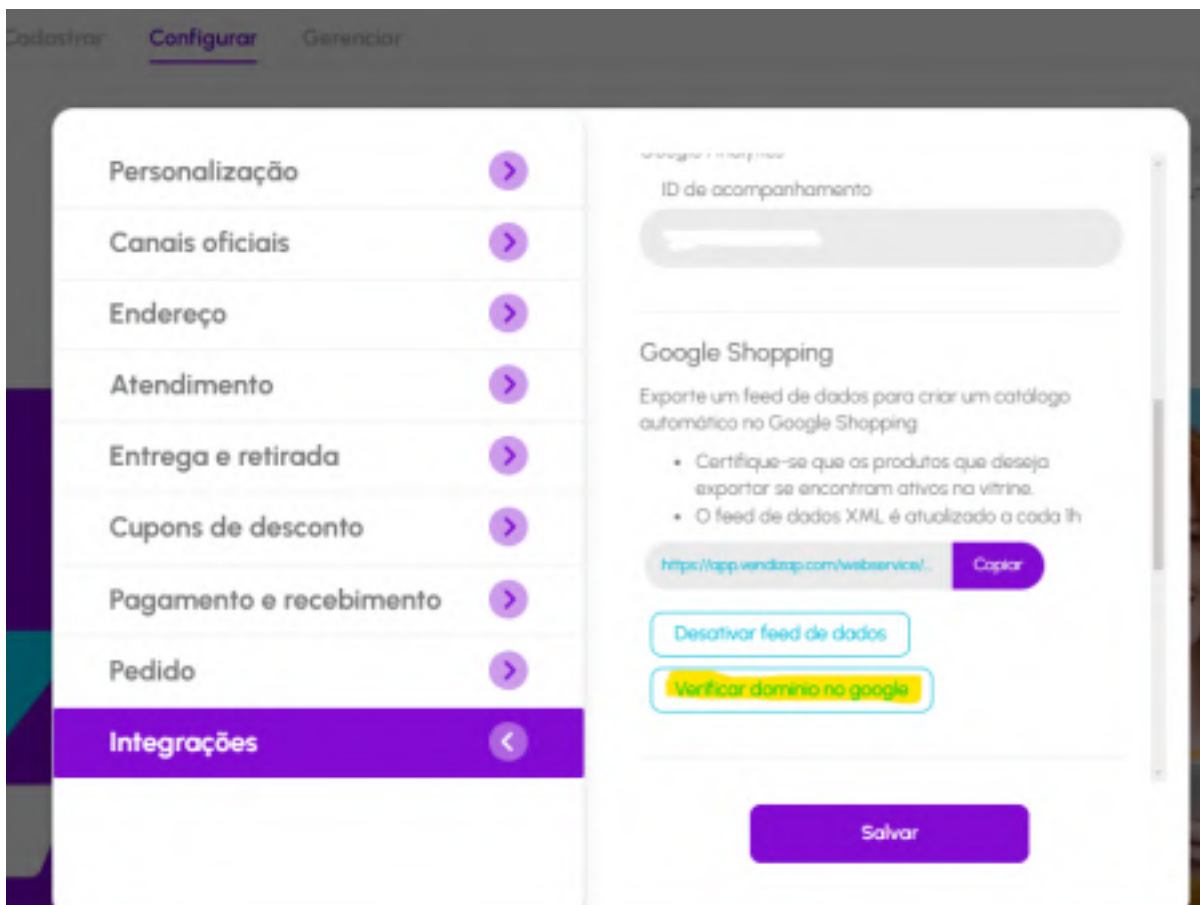 Cadastrar Configurar Gerenciar
Personalização
Canais oficiais
Endereço
Atendimento
Entrega e retirada
Cupons de desconto
Pagamento e recebimento
Pedido
Integrações
Google Analytics
ID de acompanhamento
Google Shopping
Exporte um feed de dados para criar um catálogo
automático no Google Shopping
• Certifique-se que os produtos que deseja
exportar se encontram ativos na vitrine.
• O feed de dados XML é atualizado a cada 1h
https://app.vendizap.com/webservice/... Copiar
Desativar feed de dados
Verificar domínio no google
Salvar